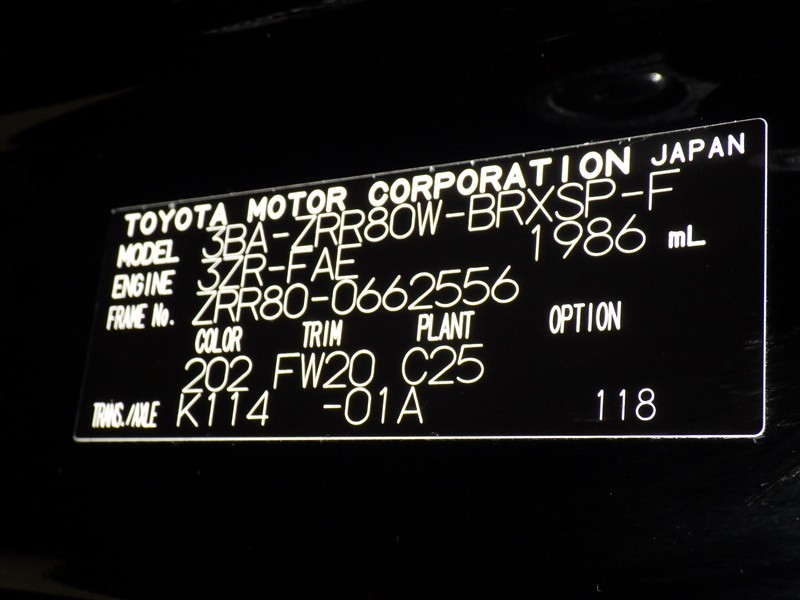 TOYOTA MOTOR CORPORATION JAPAN
MODEL 3BA-ZRR80W-BRXSP-F
ENGINE 3ZR-FAE 1986 mL
FRAME No. ZRR80-0662556
COLOR TRIM PLANT OPTION
202 FW20 C25
TRANS./AXLE K114 -01A 118